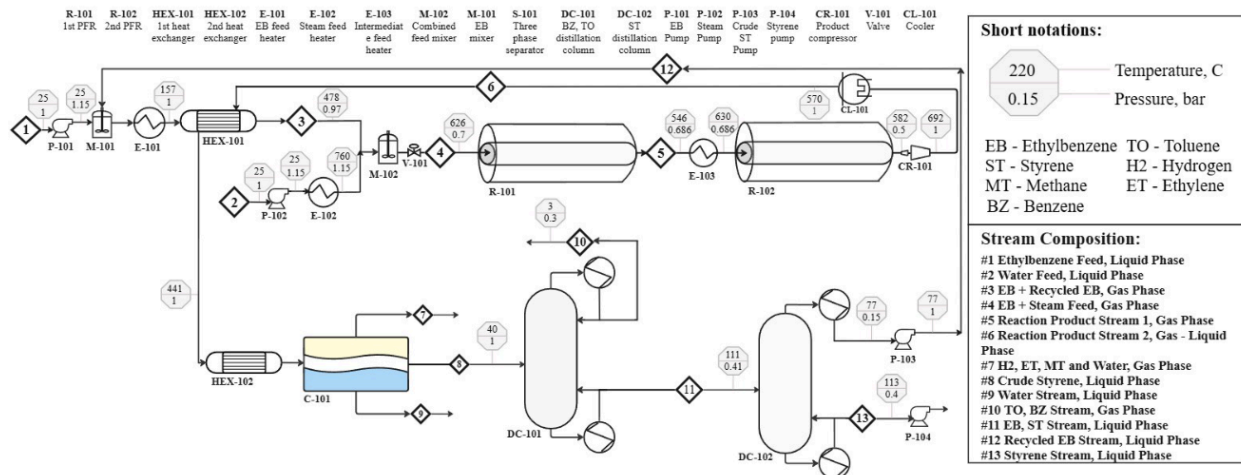 R-101 R-102 HEX-101 HEX-102 E-101 E-102 E-103 M-102 M-101 S-101 DC-101 DC-102 P-101 P-102 P-103 P-104 CR-101 V-101 CL-101
1st PFR 2nd PFR 1st heat exchanger 2nd heat exchanger EB feed heater Steam feed heater Intermediat e feed heater Combined feed mixer EB mixer Three phase separator BZ, TO distillation column ST distillation column EB Pump Steam Pump Crude ST Pump Styrene pump Product compressor Valve Cooler
12
6
25
1
25
1.15
157
1
478
0.97
570
1
1
P-101
M-101
E-101
HEX-101
3
CL-101
626
0.7
546
0.686
630
0.686
582
0.5
692
1
M-102
V-101
4
R-101
5
E-103
R-102
CR-101
25
1
25
1.15
760
1.15
2
P-102
E-102
3
0.3
10
441
1
7
40
1
77
0.15
77
1
P-103
HEX-102
C-101
8
11
111
0.41
113
0.4
9
DC-101
13
P-104
DC-102
Short notations:
220
0.15
Temperature, C
Pressure, bar
EB - Ethylbenzene TO - Toluene
ST - Styrene H2 - Hydrogen
MT - Methane ET - Ethylene
BZ - Benzene
Stream Composition:
#1 Ethylbenzene Feed, Liquid Phase
#2 Water Feed, Liquid Phase
#3 EB + Recycled EB, Gas Phase
#4 EB + Steam Feed, Gas Phase
#5 Reaction Product Stream 1, Gas Phase
#6 Reaction Product Stream 2, Gas - Liquid
Phase
#7 H2, ET, MT and Water, Gas Phase
#8 Crude Styrene, Liquid Phase
#9 Water Stream, Liquid Phase
#10 TO, BZ Stream, Gas Phase
#11 EB, ST Stream, Liquid Phase
#12 Recycled EB Stream, Liquid Phase
#13 Styrene Stream, Liquid Phase